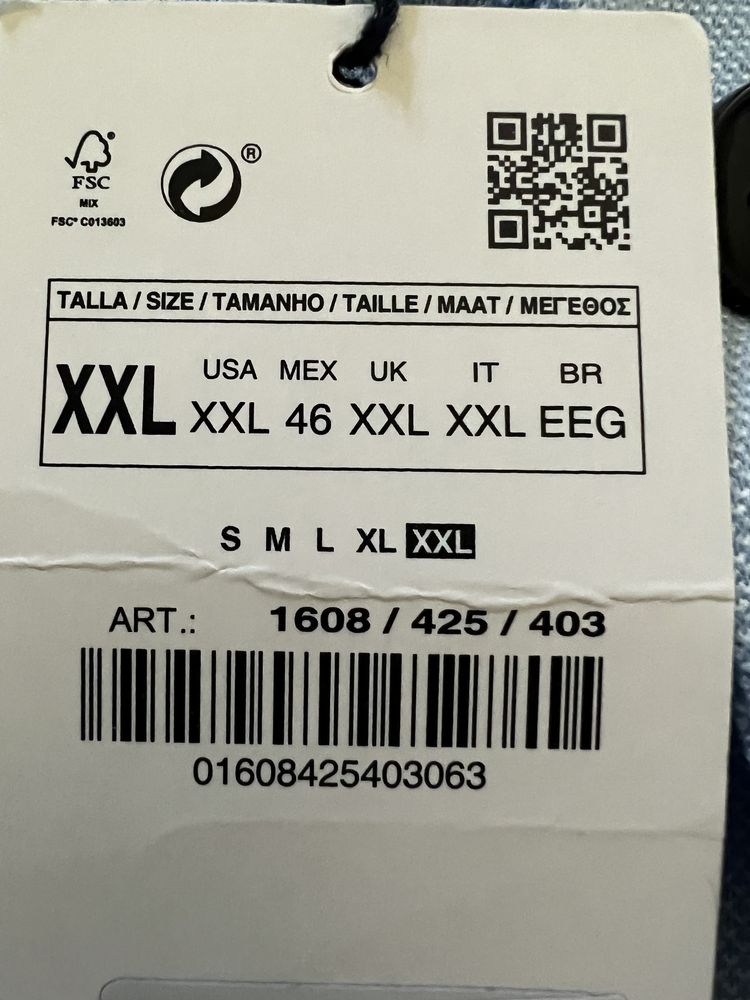 FSC
MIX
FSC® C013603
®
TALLA / SIZE / TAMANHO / TAILLE / MAAT / ΜΕΓΕΘΟΣ
XXL
USA MEX UK IT BR
XXL 46 XXL XXL EEG
S M L XL XXL
ART.: 1608 / 425 / 403
01608425403063